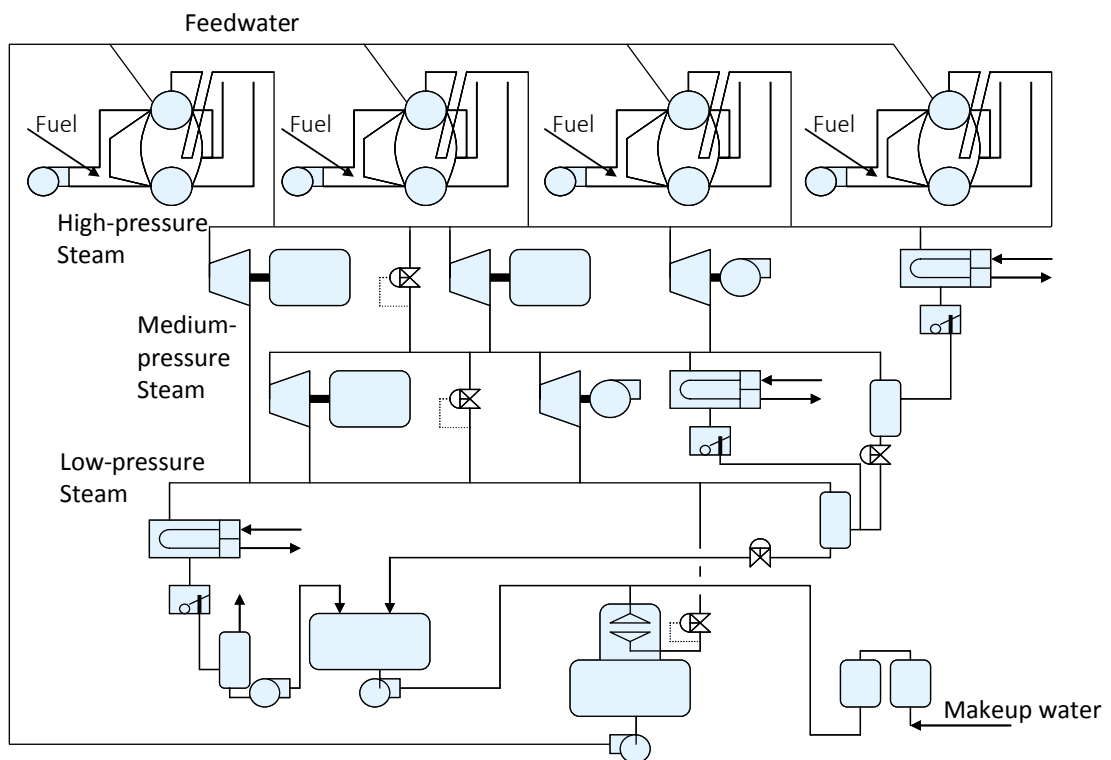 Feedwater
Fuel
Fuel
Fuel
Fuel
High-pressure
Steam
Medium-
pressure
Steam
Low-pressure
Steam
Makeup water